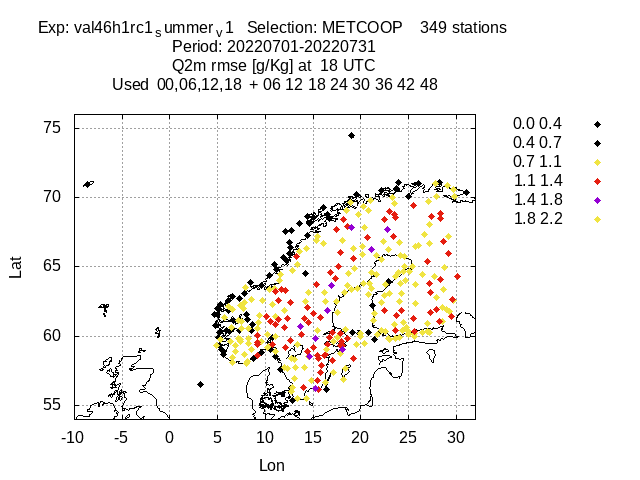 Exp: val46h1rc1summerv1 Selection: METCOOP 349 stations
Period: 20220701-20220731
Q2m rmse [g/Kg] at 18 UTC
Used 00,06,12,18 + 06 12 18 24 30 36 42 48
75
70
65
60
55
Lat
-10 -5 0 5 10 15 20 25 30
Lon
0.0 0.4
0.4 0.7
0.7 1.1
1.1 1.4
1.4 1.8
1.8 2.2